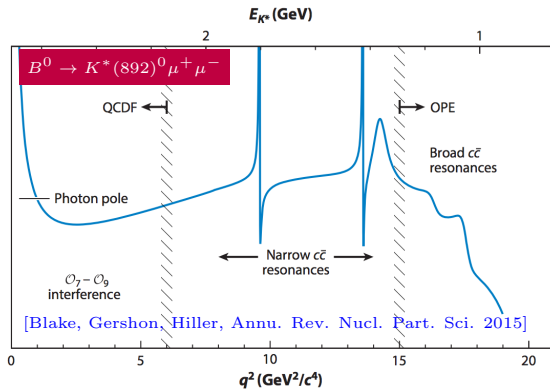 E_{K*} (GeV)
2
1
B^0 → K^*(892)^0 μ^+ μ^-
QCDF
OPE
Broad cc̄
resonances
Photon pole
Narrow cc̄
resonances
𝒪_7 – 𝒪_9
interference
[Blake, Gershon, Hiller, Annu. Rev. Nucl. Part. Sci. 2015]
0
5
10
15
20
q^2 (GeV^2/c^4)